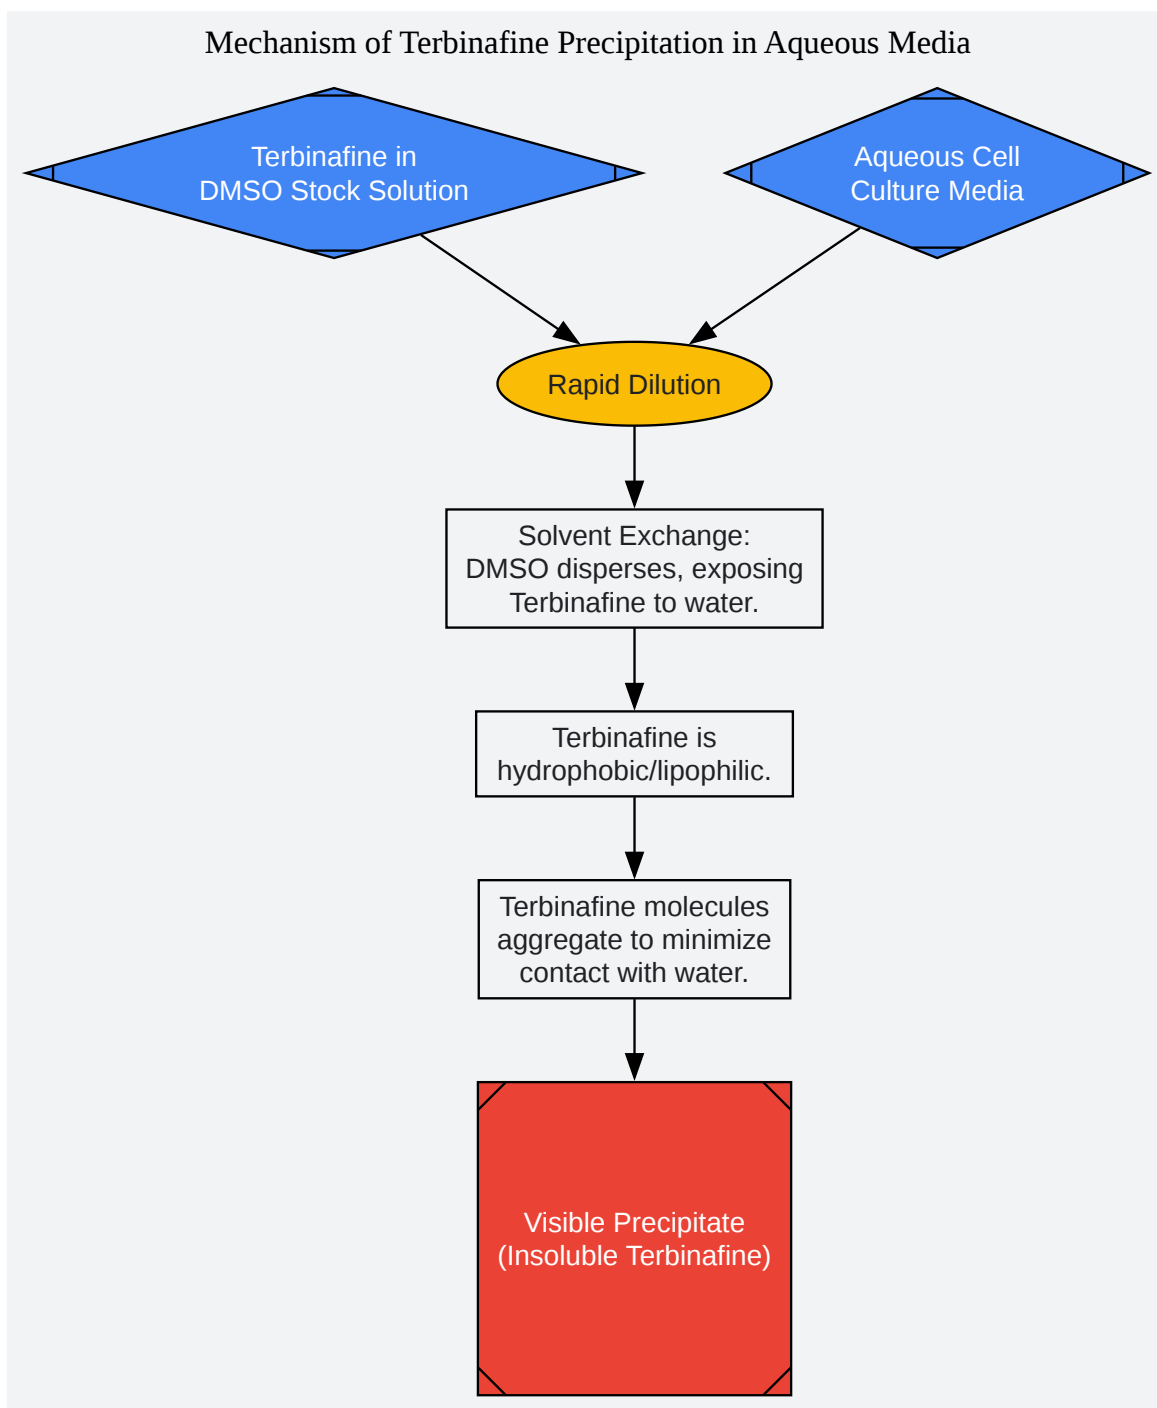 Mechanism of Terbinafine Precipitation in Aqueous Media
Terbinafine in
DMSO Stock Solution
Aqueous Cell
Culture Media
Rapid Dilution
Solvent Exchange:
DMSO disperses, exposing
Terbinafine to water.
Terbinafine is
hydrophobic/lipophilic.
Terbinafine molecules
aggregate to minimize
contact with water.
Visible Precipitate
(Insoluble Terbinafine)